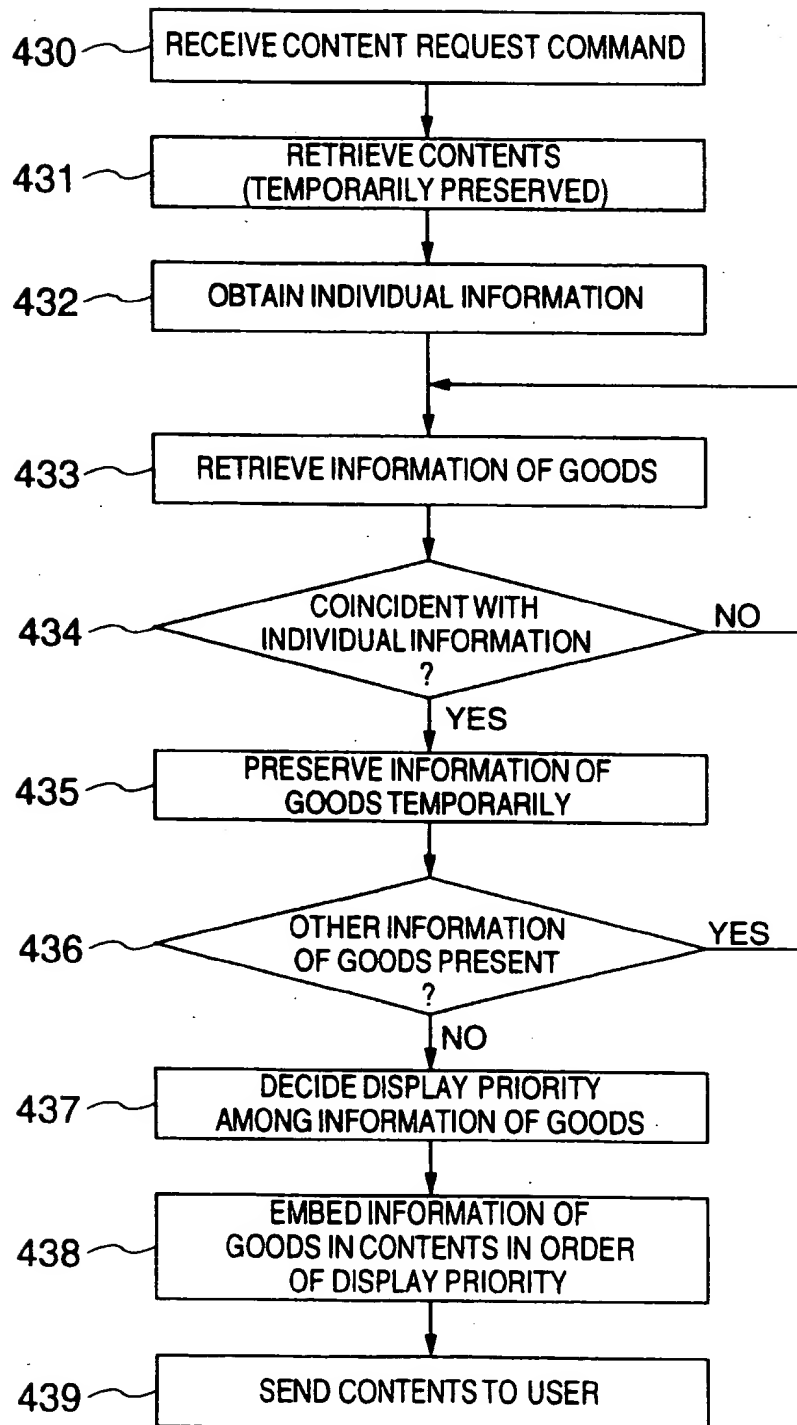 430 RECEIVE CONTENT REQUEST COMMAND
431 RETRIEVE CONTENTS
(TEMPORARILY PRESERVED)
432 OBTAIN INDIVIDUAL INFORMATION
433 RETRIEVE INFORMATION OF GOODS
434 COINCIDENT WITH
INDIVIDUAL INFORMATION
?
NO
YES
435 PRESERVE INFORMATION OF
GOODS TEMPORARILY
436 OTHER INFORMATION
OF GOODS PRESENT
?
YES
NO
437 DECIDE DISPLAY PRIORITY
AMONG INFORMATION OF GOODS
438 EMBED INFORMATION OF
GOODS IN CONTENTS IN ORDER
OF DISPLAY PRIORITY
439 SEND CONTENTS TO USER